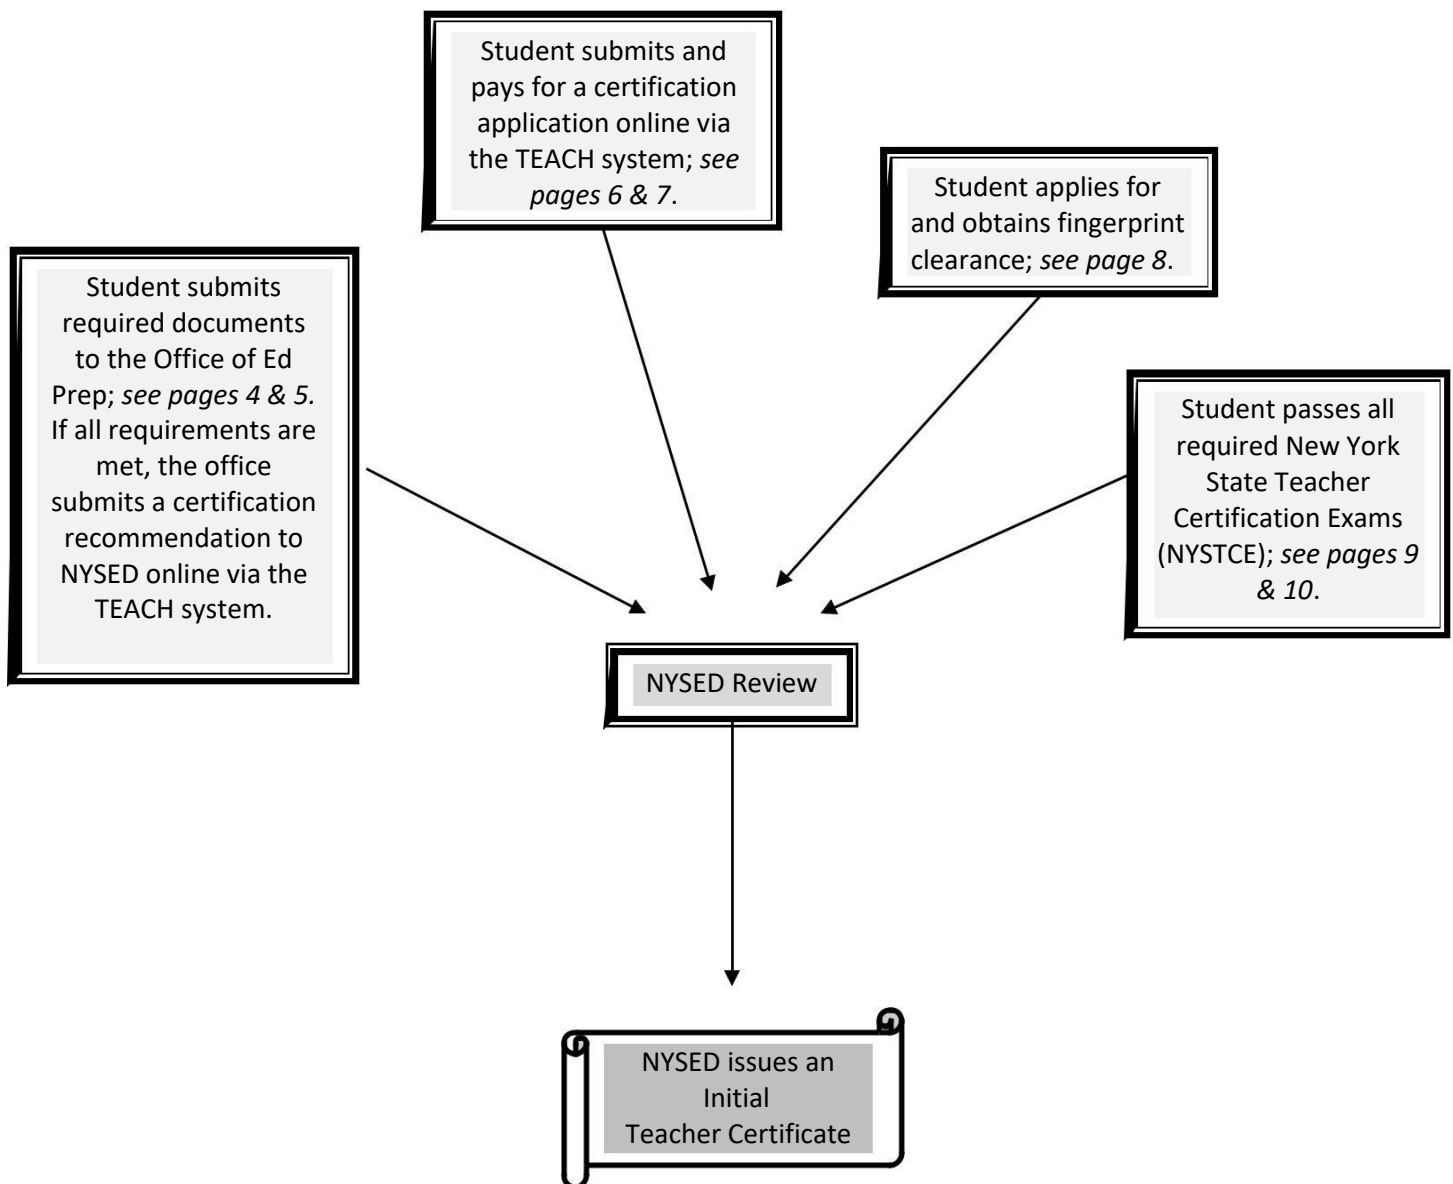 Student submits and
pays for a certification
application online via
the TEACH system; see
pages 6 & 7.
Student applies for
and obtains fingerprint
clearance; see page 8.
Student submits
required documents
to the Office of Ed
Prep; see pages 4 & 5.
If all requirements are
met, the office
submits a certification
recommendation to
NYSED online via the
TEACH system.
Student passes all
required New York
State Teacher
Certification Exams
(NYSTCE); see pages 9
& 10.
NYSED Review
NYSED issues an
Initial
Teacher Certificate